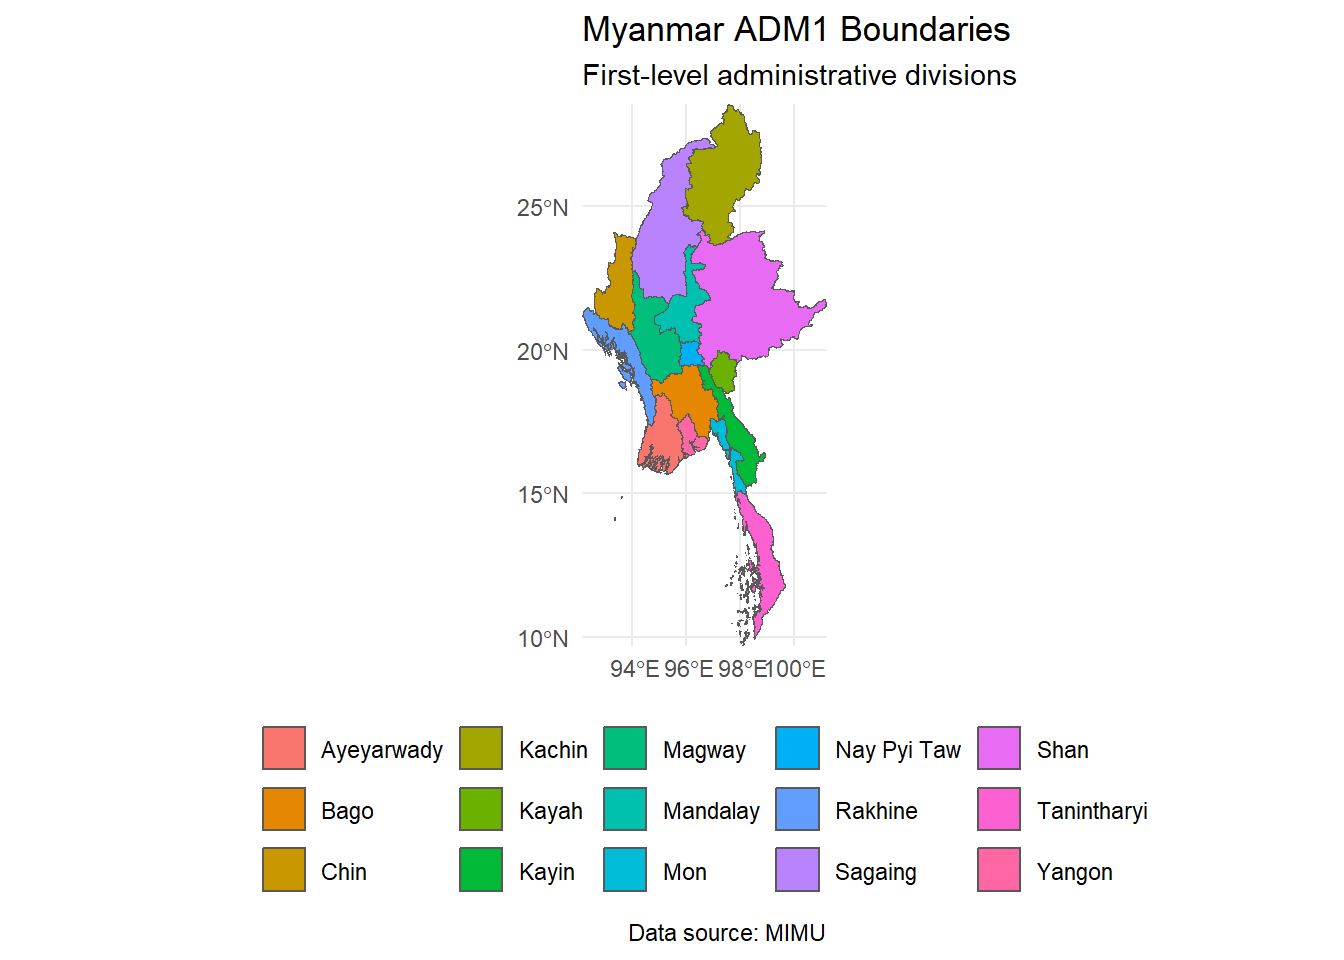 Myanmar ADM1 Boundaries
First-level administrative divisions
25°N
20°N
15°N
10°N
94°E 96°E 98°E 100°E
Ayeyarwady Kachin Magway Nay Pyi Taw Shan
Bago Kayah Mandalay Rakhine Tanintharyi
Chin Kayin Mon Sagaing Yangon
Data source: MIMU